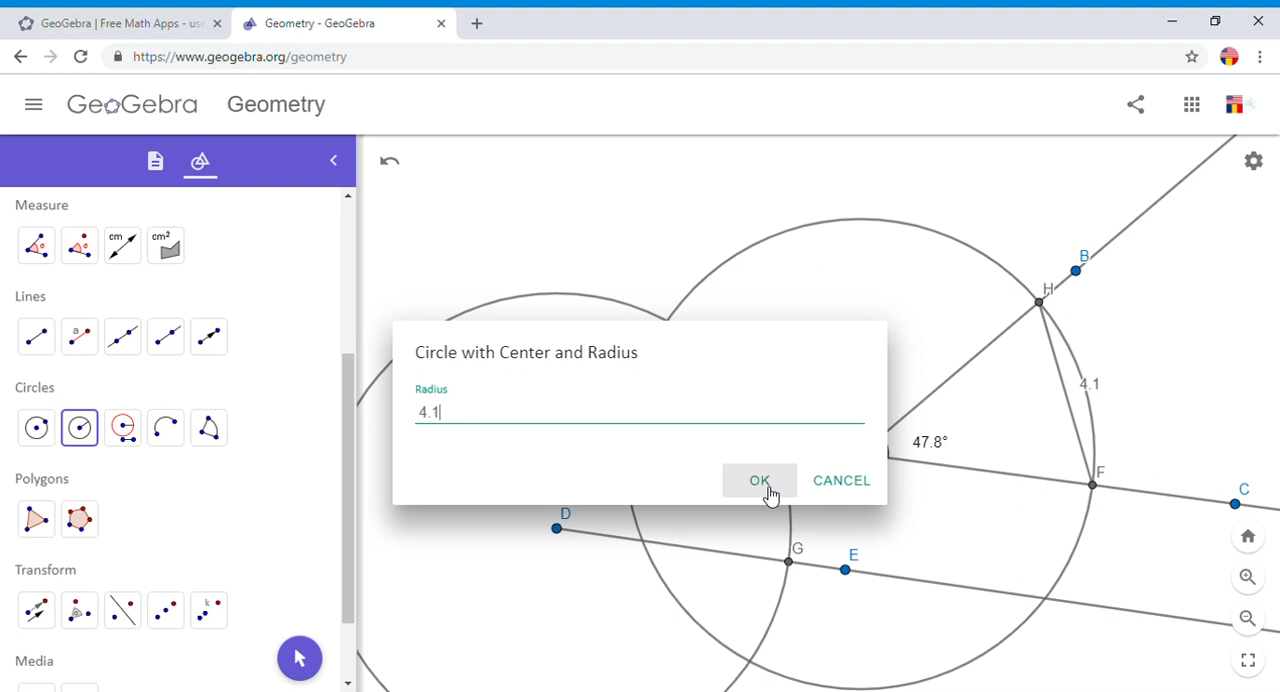 GeoGebra | Free Math Apps - use
Geometry - GeoGebra
https://www.geogebra.org/geometry
GeoGebra
Geometry
Measure
cm
cm²
Lines
a
Circles
Polygons
Transform
k
Media
Circle with Center and Radius
Radius
4.1
OK
CANCEL
B
H
4.1
47.8°
F
C
D
G
E